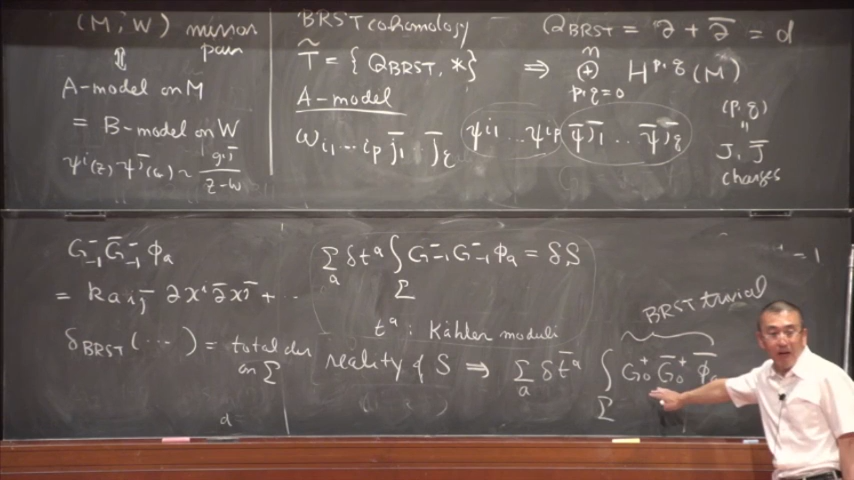 (M, W) mirror
pair
⇕
A-model on M
= B-model on W
ψ^i(z) ψ^{j̄}(w) ~ g^{ij̄}/(z-w)
BRST cohomology
T̃ = { Q_BRST, * }
A-model
ω_{i1...ip j̄1...j̄q} ψ^{i1}...ψ^{ip} ψ̄^{j̄1}...ψ̄^{j̄q}
Q_BRST = ∂ + ∂̄ = d
⇒ ⊕_{p,q=0}^{n} H^{p,q}(M)
(p,q)
"
J, J̄
charges
G^-_{-1} Ḡ^-_{-1} φ_a
= k_{a i j̄} ∂x^i ∂̄x^{j̄} + ...
δ_BRST (...) = total der
on Σ
Σ_a δt^a ∫_Σ G^-_{-1} G^-_{-1} φ_a = δS
t^a : Kähler moduli
reality of S ⇒ Σ_a δt̄^a ∫_Σ G^+_0 Ḡ^+_0 φ̄_a
BRST trivial
= 1
d